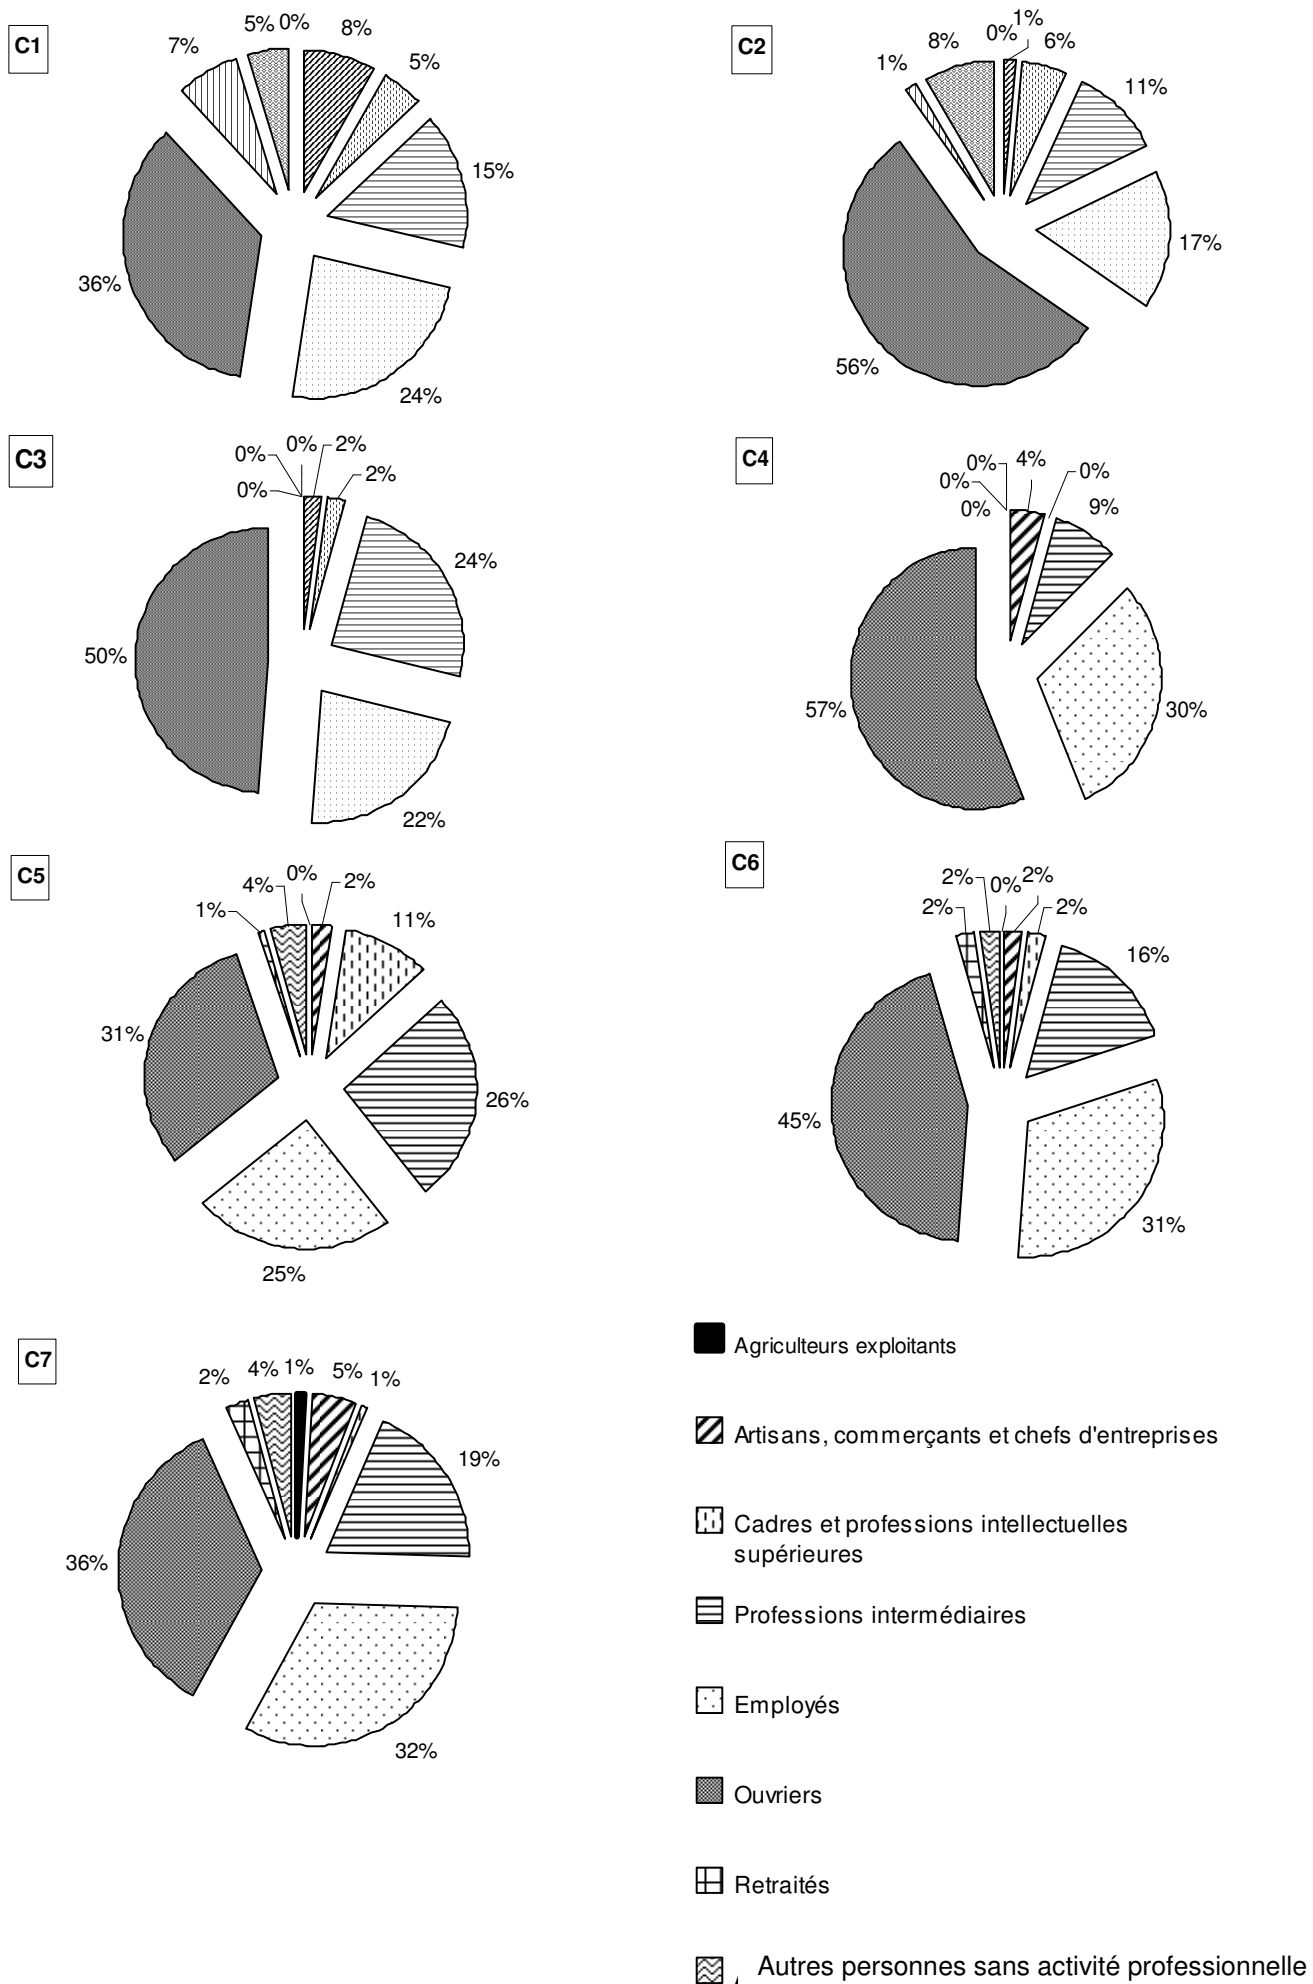 C1
5% 0% 8%
7%
5%
15%
36%
24%
C2
1%
0%
8%
6%
1%
11%
17%
56%
C3
0% 2%
0%
2%
0%
24%
50%
22%
C4
0% 4%
0%
0%
0%
9%
57%
30%
C5
4% 0% 2%
1%
11%
31%
26%
25%
C6
2% 0% 2%
2%
2%
16%
45%
31%
C7
2% 4% 1% 5% 1%
19%
36%
32%
Agriculteurs exploitants
Artisans, commerçants et chefs d'entreprises
Cadres et professions intellectuelles
supérieures
Professions intermédiaires
Employés
Ouvriers
Retraités
Autres personnes sans activité professionnelle